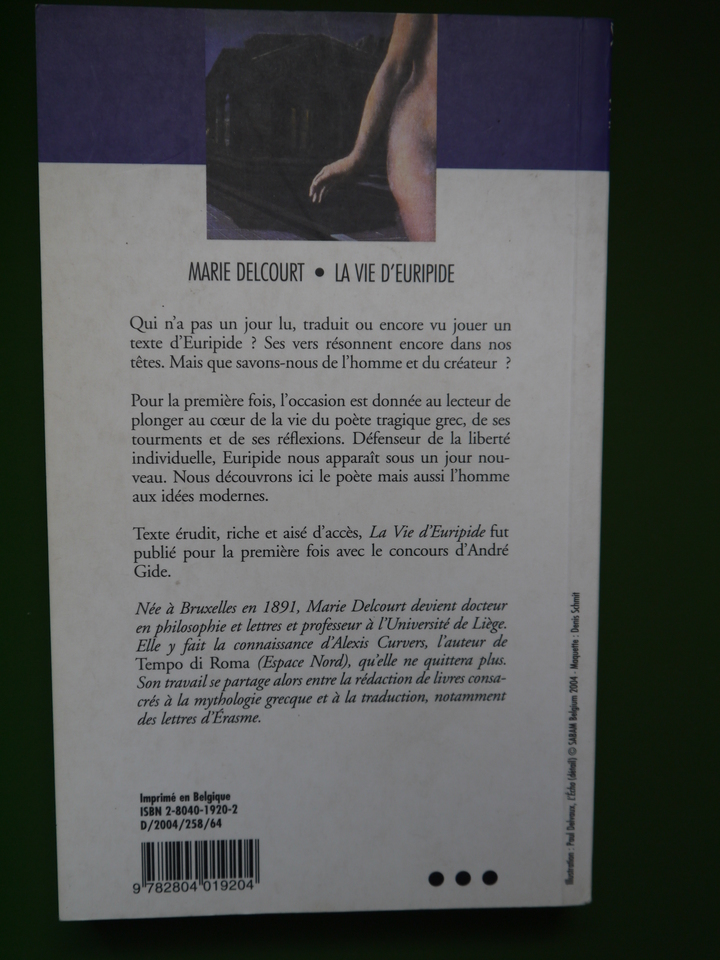 MARIE DELCOURT • LA VIE D'EURIPIDE
Qui n'a pas un jour lu, traduit ou encore vu jouer un
texte d'Euripide ? Ses vers résonnent encore dans nos
têtes. Mais que savons-nous de l'homme et du créateur ?
Pour la première fois, l'occasion est donnée au lecteur de
plonger au cœur de la vie du poète tragique grec, de ses
tourments et de ses réflexions. Défenseur de la liberté
individuelle, Euripide nous apparaît sous un jour nou-
veau. Nous découvrons ici le poète mais aussi l'homme
aux idées modernes.
Texte érudit, riche et aisé d'accès, La Vie d'Euripide fut
publié pour la première fois avec le concours d'André
Gide.
Née à Bruxelles en 1891, Marie Delcourt devient docteur
en philosophie et lettres et professeur à l'Université de Liège.
Elle y fait la connaissance d'Alexis Curvers, l'auteur de
Tempo di Roma (Espace Nord), qu'elle ne quittera plus.
Son travail se partage alors entre la rédaction de livres consa-
crés à la mythologie grecque et à la traduction, notamment
des lettres d'Érasme.
Imprimé en Belgique
ISBN 2-8040-1920-2
D/2004/258/64
9 782804 019204
Illustration : Paul Delvaux, L'Écho (détail) © SABAM Belgium 2004 - Maquette : Denis Schmit